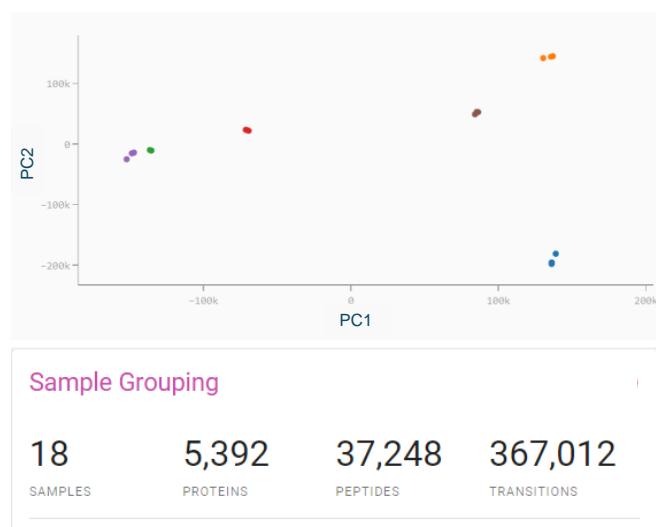 100k
0
−100k
−200k
PC2
−100k
0
100k
200k
PC1
Sample Grouping
18
5,392
37,248
367,012
SAMPLES
PROTEINS
PEPTIDES
TRANSITIONS